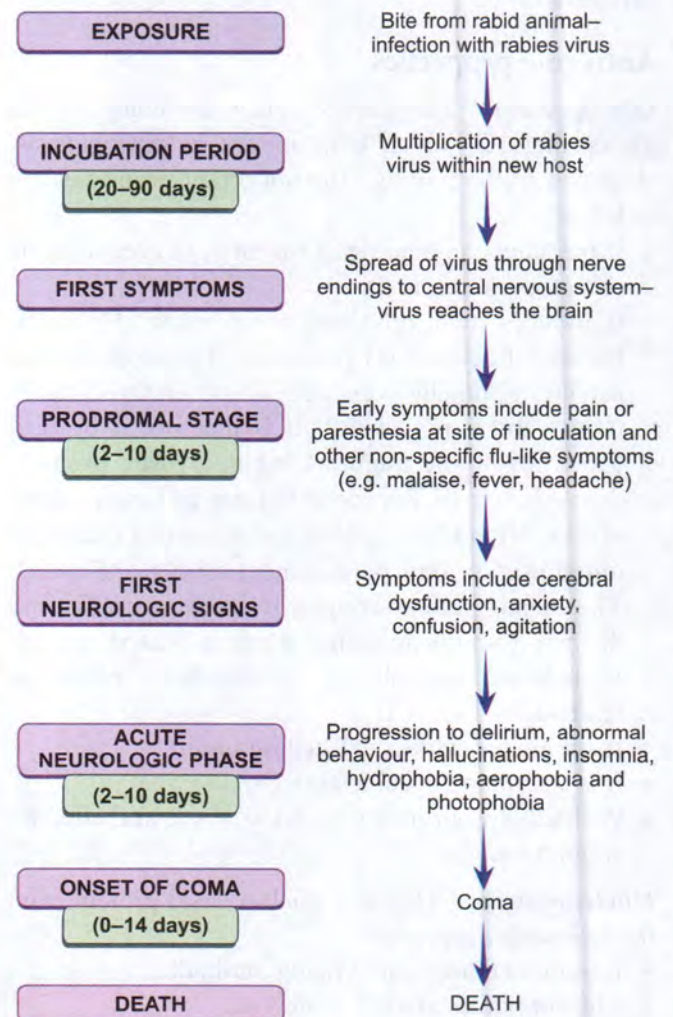 EXPOSURE
Bite from rabid animal–
infection with rabies virus
INCUBATION PERIOD
(20–90 days)
Multiplication of rabies
virus within new host
FIRST SYMPTOMS
Spread of virus through nerve
endings to central nervous system–
virus reaches the brain
PRODROMAL STAGE
(2–10 days)
Early symptoms include pain or
paresthesia at site of inoculation and
other non-specific flu-like symptoms
(e.g. malaise, fever, headache)
FIRST
NEUROLOGIC SIGNS
Symptoms include cerebral
dysfunction, anxiety,
confusion, agitation
ACUTE
NEUROLOGIC PHASE
(2–10 days)
Progression to delirium, abnormal
behaviour, hallucinations, insomnia,
hydrophobia, aerophobia and
photophobia
ONSET OF COMA
(0–14 days)
Coma
DEATH
DEATH